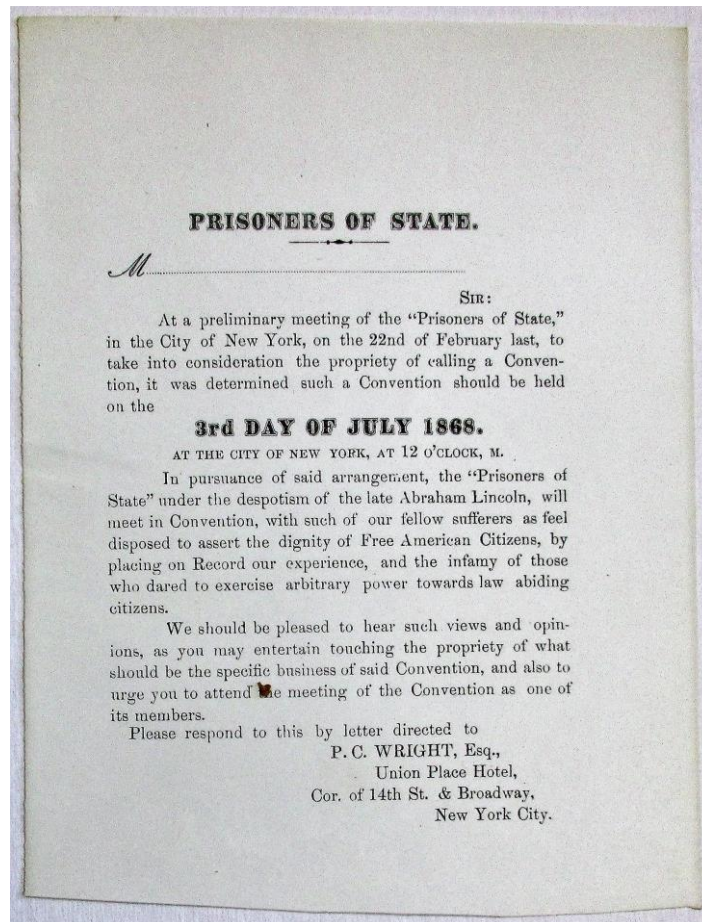 PRISONERS OF STATE.
M
SIR:
At a preliminary meeting of the "Prisoners of State,"
in the City of New York, on the 22nd of February last, to
take into consideration the propriety of calling a Conven-
tion, it was determined such a Convention should be held
on the
3rd DAY OF JULY 1868.
AT THE CITY OF NEW YORK, AT 12 O'CLOCK, M.
In pursuance of said arrangement, the "Prisoners of
State" under the despotism of the late Abraham Lincoln, will
meet in Convention, with such of our fellow sufferers as feel
disposed to assert the dignity of Free American Citizens, by
placing on Record our experience, and the infamy of those
who dared to exercise arbitrary power towards law abiding
citizens.
We should be pleased to hear such views and opin-
ions, as you may entertain touching the propriety of what
should be the specific business of said Convention, and also to
urge you to attend the meeting of the Convention as one of
its members.
Please respond to this by letter directed to
P. C. WRIGHT, Esq.,
Union Place Hotel,
Cor. of 14th St. & Broadway,
New York City.